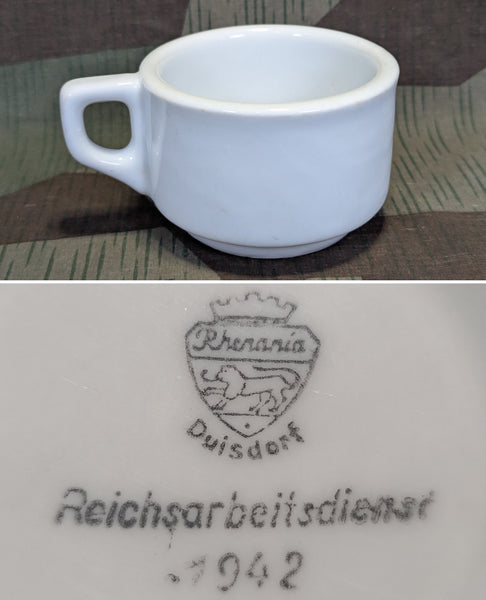 Rhenania
Duisdorf
Reichsarbeitsdienst
1942